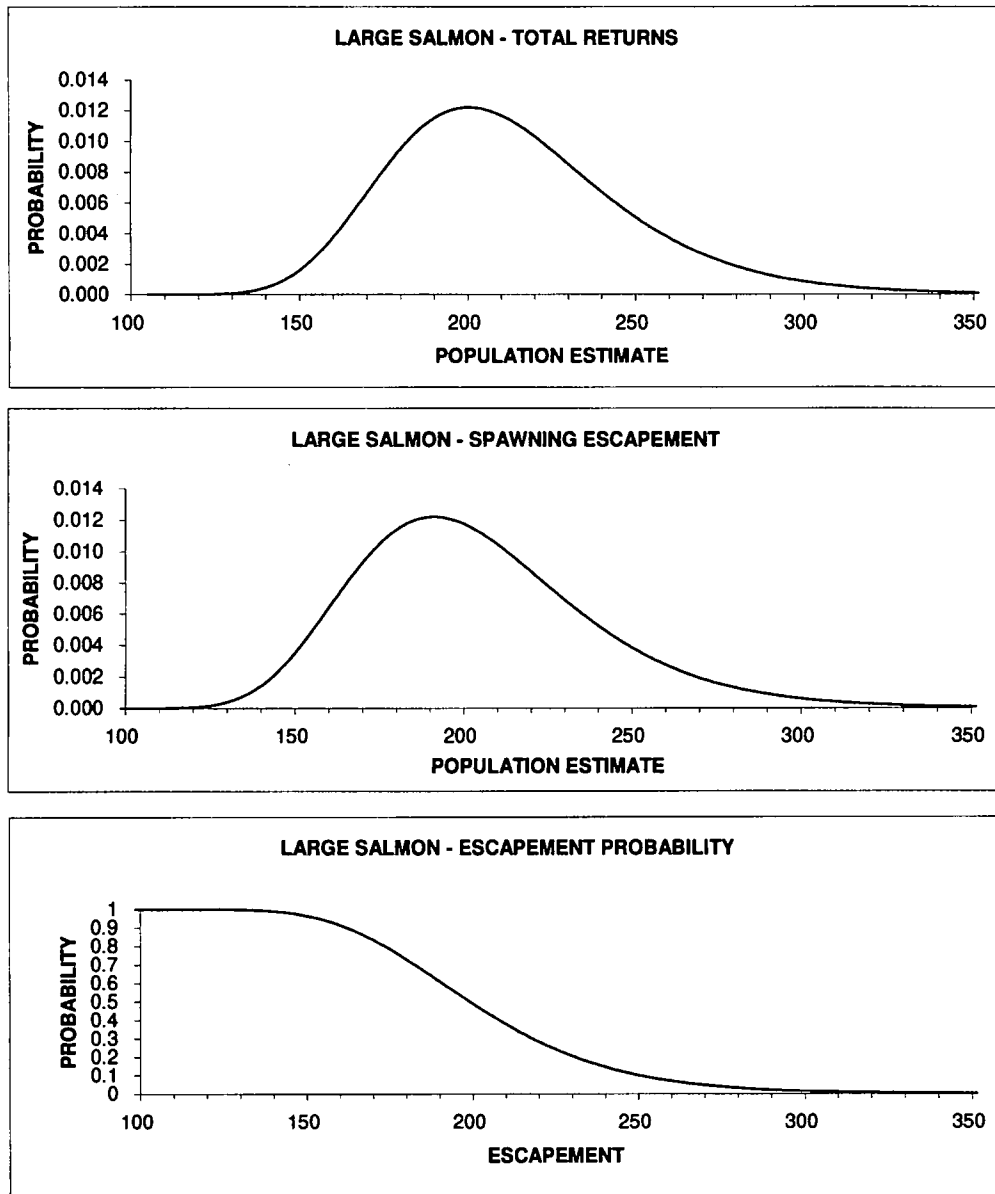 LARGE SALMON - TOTAL RETURNS
PROBABILITY
0.014
0.012
0.010
0.008
0.006
0.004
0.002
0.000
100 150 200 250 300 350
POPULATION ESTIMATE
LARGE SALMON - SPAWNING ESCAPEMENT
PROBABILITY
0.014
0.012
0.010
0.008
0.006
0.004
0.002
0.000
100 150 200 250 300 350
POPULATION ESTIMATE
LARGE SALMON - ESCAPEMENT PROBABILITY
PROBABILITY
1
0.9
0.8
0.7
0.6
0.5
0.4
0.3
0.2
0.1
0
100 150 200 250 300 350
ESCAPEMENT